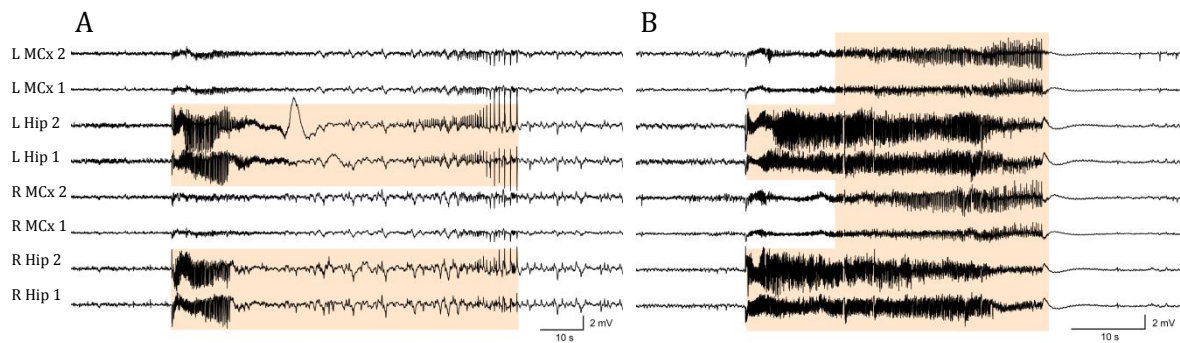 A
B
L MCx 2
L MCx 1
L Hip 2
L Hip 1
R MCx 2
R MCx 1
R Hip 2
R Hip 1
2 mV
10 s
2 mV
10 s